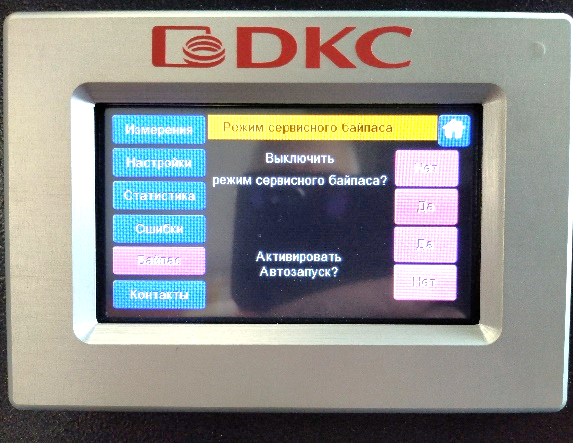 DKC
Измерения
Режим сервисного байпаса
Настройки
Выключить
режим сервисного байпаса?
Нет
Статистика
Да
Ошибки
Да
Байпас
Активировать
Автозапуск?
Нет
Контакты